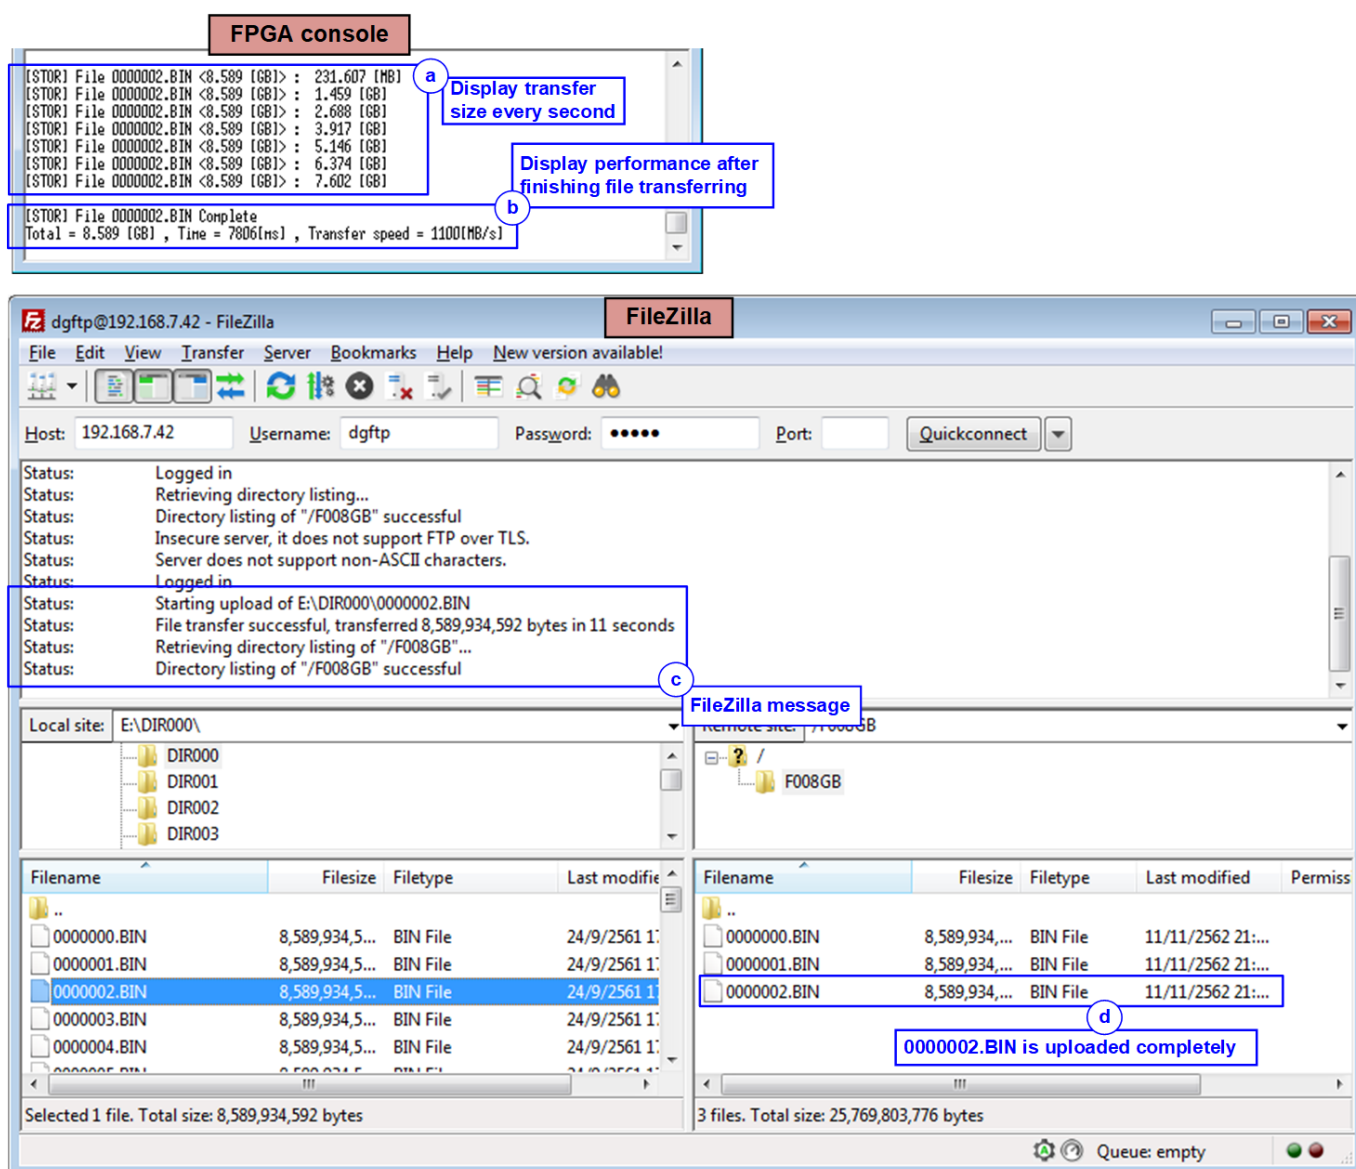 FPGA console
[STOR] File 0000002.BIN <8.589 [GB]> : 231.607 [MB]
[STOR] File 0000002.BIN <8.589 [GB]> : 1.459 [GB]
[STOR] File 0000002.BIN <8.589 [GB]> : 2.688 [GB]
[STOR] File 0000002.BIN <8.589 [GB]> : 3.917 [GB]
[STOR] File 0000002.BIN <8.589 [GB]> : 5.146 [GB]
[STOR] File 0000002.BIN <8.589 [GB]> : 6.374 [GB]
[STOR] File 0000002.BIN <8.589 [GB]> : 7.602 [GB]
a
Display transfer
size every second
Display performance after
finishing file transferring
b
[STOR] File 0000002.BIN Complete
Total = 8.589 [GB] , Time = 7806[ms] , Transfer speed = 1100[MB/s]
FileZilla
dgftp@192.168.7.42 - FileZilla
File Edit View Transfer Server Bookmarks Help New version available!
Host: 192.168.7.42 Username: dgftp Password: ●●●●● Port: Quickconnect
Status: Logged in
Status: Retrieving directory listing...
Status: Directory listing of "/F008GB" successful
Status: Insecure server, it does not support FTP over TLS.
Status: Server does not support non-ASCII characters.
Status: Logged in
Status: Starting upload of E:\DIR000\0000002.BIN
Status: File transfer successful, transferred 8,589,934,592 bytes in 11 seconds
Status: Retrieving directory listing of "/F008GB"...
Status: Directory listing of "/F008GB" successful
c
FileZilla message
Local site: E:\DIR000\
DIR000
DIR001
DIR002
DIR003
Remote site: /F008GB
/
F008GB
Filename Filesize Filetype Last modifie
..
0000000.BIN 8,589,934,5... BIN File 24/9/2561 1
0000001.BIN 8,589,934,5... BIN File 24/9/2561 1
0000002.BIN 8,589,934,5... BIN File 24/9/2561 1
0000003.BIN 8,589,934,5... BIN File 24/9/2561 1
0000004.BIN 8,589,934,5... BIN File 24/9/2561 1
Selected 1 file. Total size: 8,589,934,592 bytes
Filename Filesize Filetype Last modified Permiss
..
0000000.BIN 8,589,934,... BIN File 11/11/2562 21:...
0000001.BIN 8,589,934,... BIN File 11/11/2562 21:...
0000002.BIN 8,589,934,... BIN File 11/11/2562 21:...
d
0000002.BIN is uploaded completely
3 files. Total size: 25,769,803,776 bytes
Queue: empty